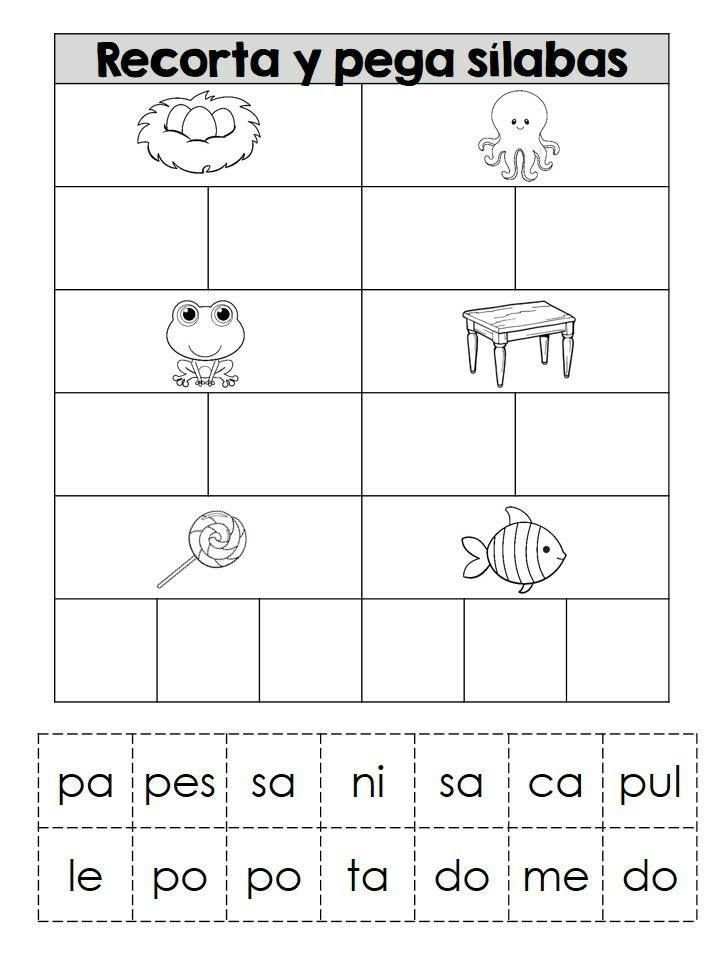 Recorta y pega sílabas
pa pes sa ni sa ca pul
le po po ta do me do